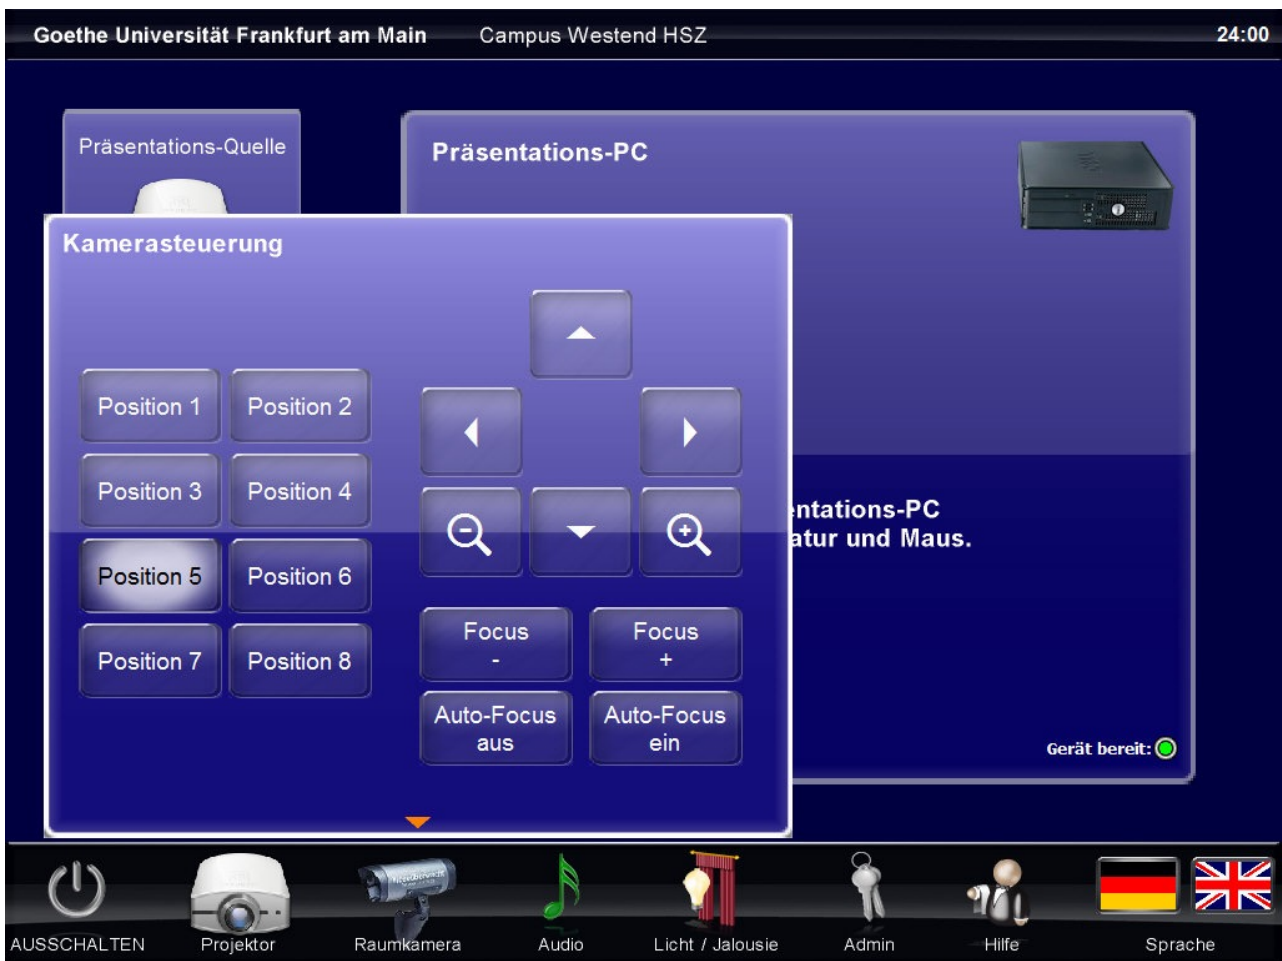 Goethe Universität Frankfurt am Main Campus Westend HSZ 24:00
Präsentations-Quelle
Präsentations-PC
Kamerasteuerung
Position 1 Position 2
Position 3 Position 4
Position 5 Position 6
Position 7 Position 8
Focus
-
Focus
+
Auto-Focus
aus
Auto-Focus
ein
entations-PC
atur und Maus.
Gerät bereit:
AUSSCHALTEN Projektor Raumkamera Audio Licht / Jalousie Admin Hilfe Sprache